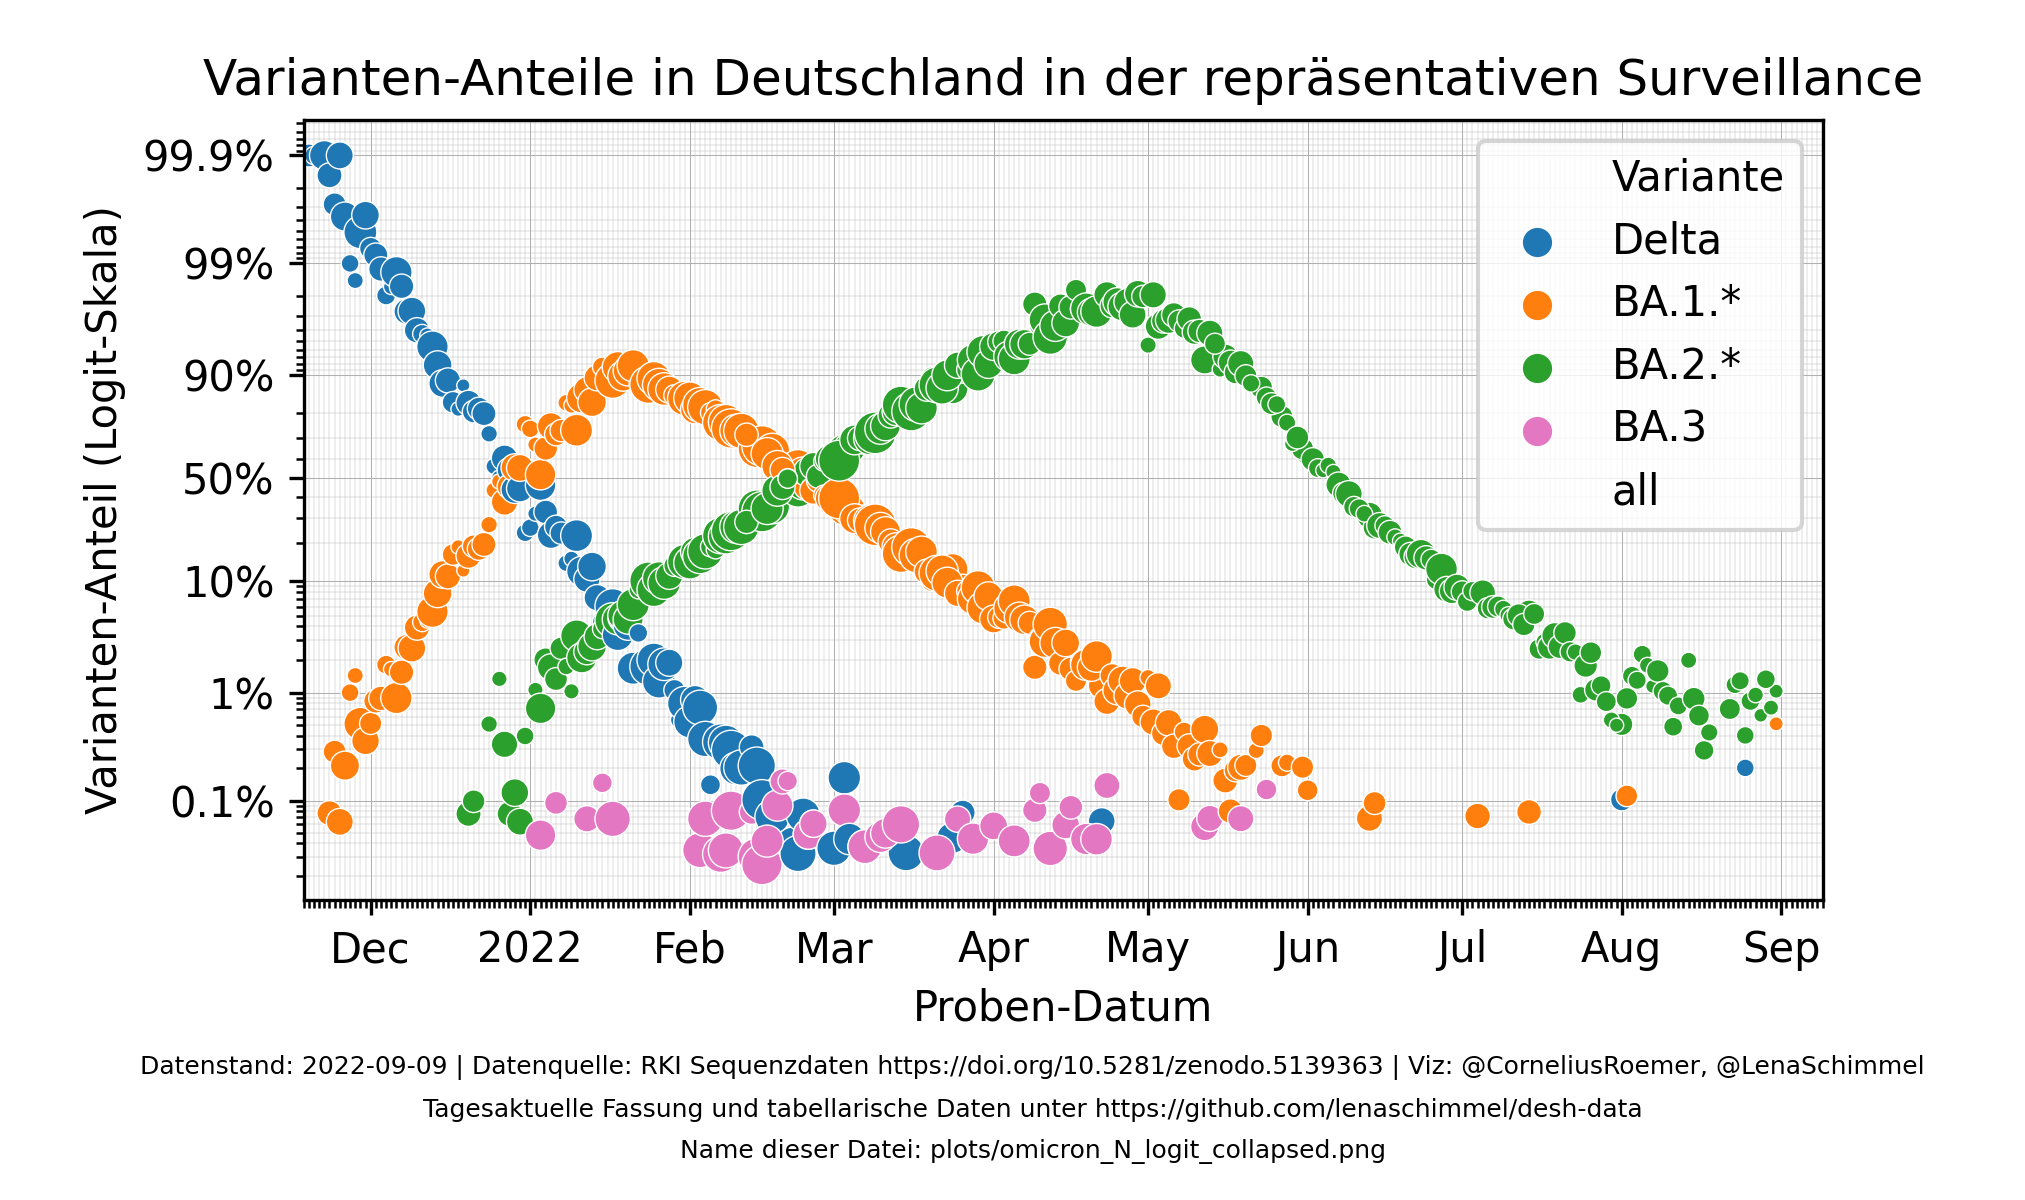 Varianten-Anteile in Deutschland in der repräsentativen Surveillance
Varianten-Anteil (Logit-Skala)
99.9%
99%
90%
50%
10%
1%
0.1%
Variante
Delta
BA.1.*
BA.2.*
BA.3
all
Dec 2022 Feb Mar Apr May Jun Jul Aug Sep
Proben-Datum
Datenstand: 2022-09-09 | Datenquelle: RKI Sequenzdaten https://doi.org/10.5281/zenodo.5139363 | Viz: @CorneliusRoemer, @LenaSchimmel
Tagesaktuelle Fassung und tabellarische Daten unter https://github.com/lenaschimmel/desh-data
Name dieser Datei: plots/omicron_N_logit_collapsed.png